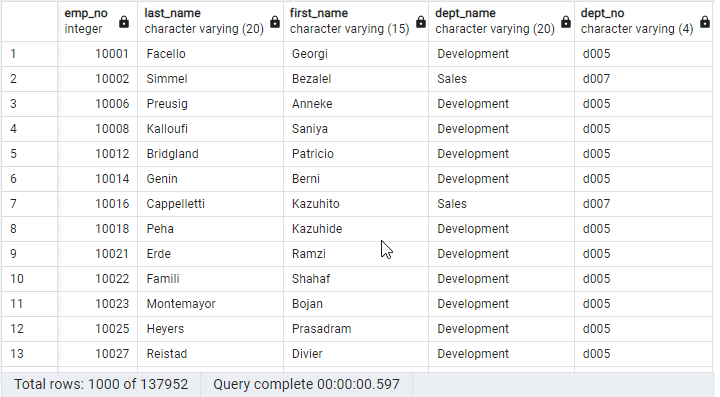 emp_no last_name first_name dept_name dept_no
integer character varying (20) character varying (15) character varying (20) character varying (4)
1 10001 Facello Georgi Development d005
2 10002 Simmel Bezalel Sales d007
3 10006 Preusig Anneke Development d005
4 10008 Kalloufi Saniya Development d005
5 10012 Bridgland Patricio Development d005
6 10014 Genin Berni Development d005
7 10016 Cappelletti Kazuhito Sales d007
8 10018 Peha Kazuhide Development d005
9 10021 Erde Ramzi Development d005
10 10022 Famili Shahaf Development d005
11 10023 Montemayor Bojan Development d005
12 10025 Heyers Prasadram Development d005
13 10027 Reistad Divier Development d005
Total rows: 1000 of 137952 Query complete 00:00:00.597